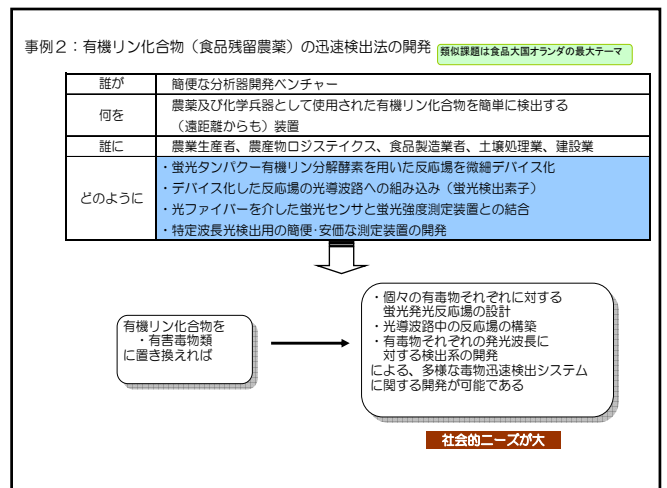 事例2:有機リン化合物(食品残留農薬)の迅速検出法の開発
類似課題は食品大国オランダの最大テーマ
誰が
簡便な分析器開発ベンチャー
何を
農薬及び化学兵器として使用された有機リン化合物を簡単に検出する
(遠距離からも)装置
誰に
農業生産者、農産物ロジステイクス、食品製造業者、土壌処理業、建設業
どのように
・蛍光タンパクー有機リン分解酵素を用いた反応場を微細デバイス化
・デバイス化した反応場の光導波路への組み込み(蛍光検出素子)
・光ファイバーを介した蛍光センサと蛍光強度測定装置との結合
・特定波長光検出用の簡便・安価な測定装置の開発
有機リン化合物を
・有害毒物類
に置き換えれば
・個々の有毒物それぞれに対する
蛍光発光反応場の設計
・光導波路中の反応場の構築
・有毒物それぞれの発光波長に
対する検出系の開発
による、多様な毒物迅速検出システム
に関する開発が可能である
社会的ニーズが大